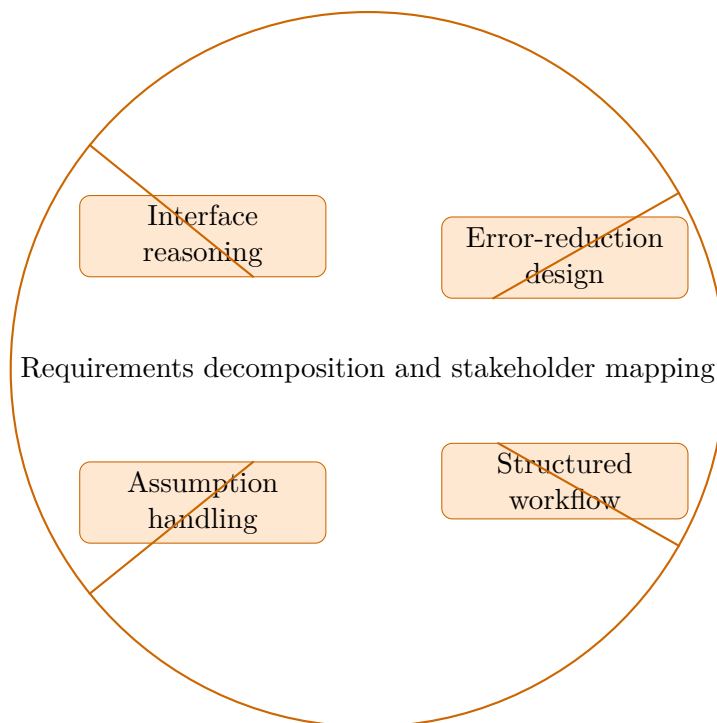 Interface
reasoning
Error-reduction
design
Requirements decomposition and stakeholder mapping
Assumption
handling
Structured
workflow